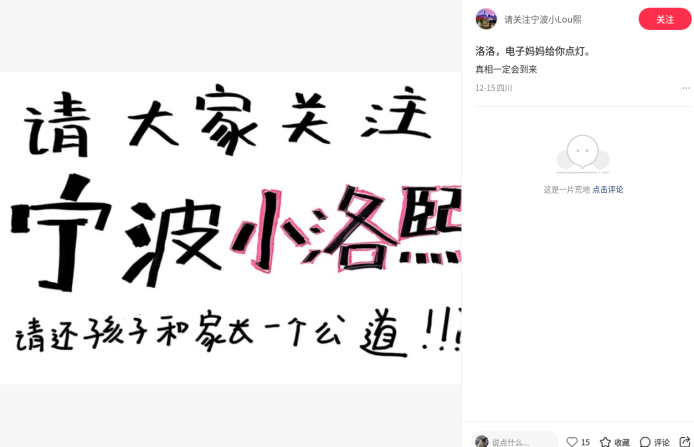 请大家关注
宁波小洛熙
请还孩子和家长一个公道!!!
请关注宁波小Lou熙
关注
洛洛，电子妈妈给你点灯。
真相一定会到来
12-15 四川
这是一片荒地 点击评论
说点什么...
15
收藏
评论